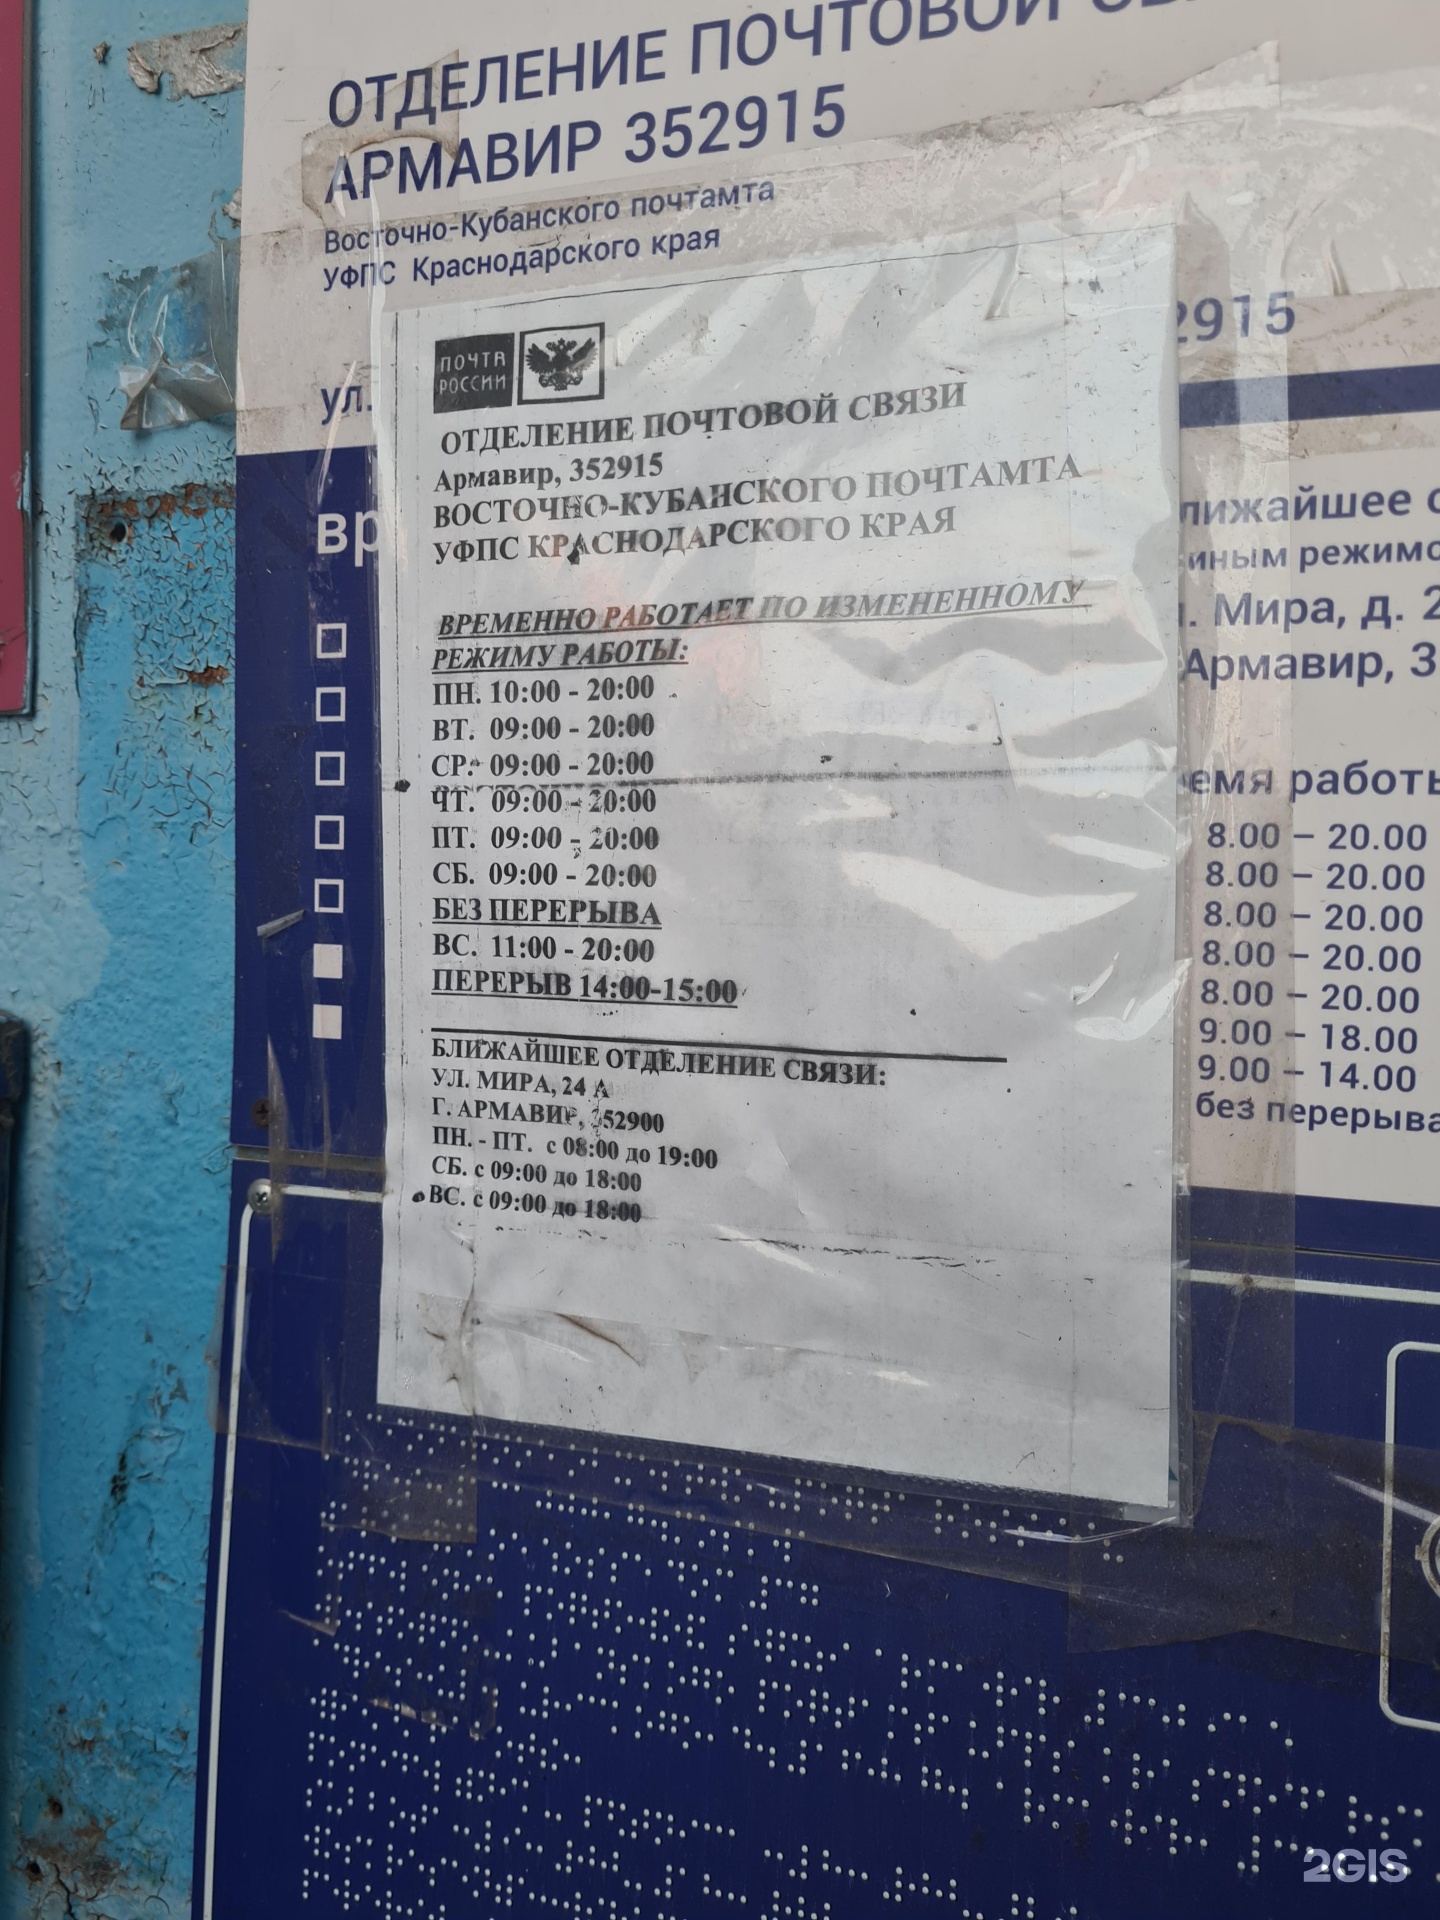 ОТДЕЛЕНИЕ ПОЧТОВОЙ
АРМАВИР 352915
Восточно-Кубанского почтамта
УФПС Краснодарского края
2915
ул.
ПОЧТА
РОССИИ
ОТДЕЛЕНИЕ ПОЧТОВОЙ СВЯЗИ
Армавир, 352915
ВОСТОЧНО-КУБАНСКОГО ПОЧТАМТА
УФПС КРАСНОДАРСКОГО КРАЯ
ВРЕМЕННО РАБОТАЕТ ПО ИЗМЕНЕННОМУ
РЕЖИМУ РАБОТЫ:
ПН. 10:00 - 20:00
ВТ. 09:00 - 20:00
СР. 09:00 - 20:00
ЧТ. 09:00 - 20:00
ПТ. 09:00 - 20:00
СБ. 09:00 - 20:00
БЕЗ ПЕРЕРЫВА
ВС. 11:00 - 20:00
ПЕРЕРЫВ 14:00-15:00
БЛИЖАЙШЕЕ ОТДЕЛЕНИЕ СВЯЗИ:
УЛ. МИРА, 24 А
Г. АРМАВИР, 352900
ПН. - ПТ. с 08:00 до 19:00
СБ. с 09:00 до 18:00
ВС. с 09:00 до 18:00
вр
лижайшее о
иным режимо
л. Мира, д. 2
Армавир, 3
емя работы
8.00 – 20.00
8.00 – 20.00
8.00 – 20.00
8.00 – 20.00
8.00 – 20.00
9.00 – 18.00
9.00 – 14.00
без перерыва
2GIS